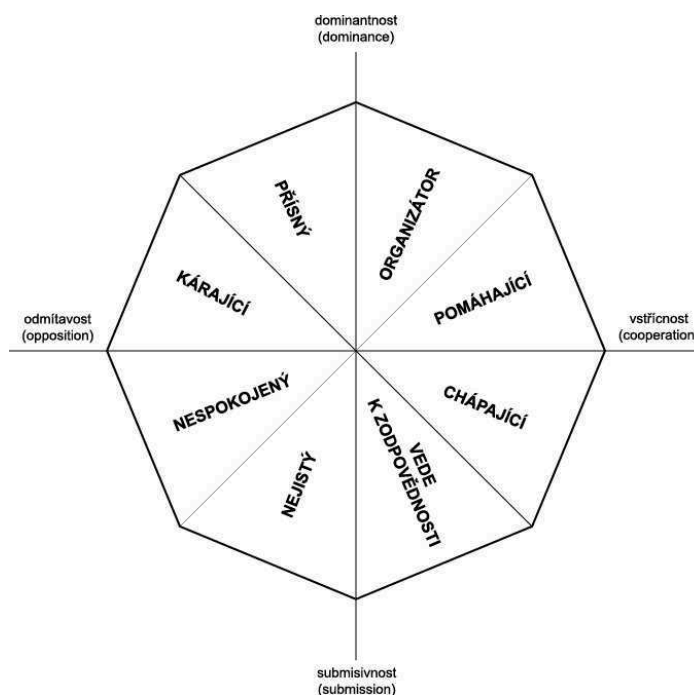 dominantnost
(dominance)
PŘÍSNÝ
ORGANIZÁTOR
KÁRAJÍCÍ
POMÁHAJÍCÍ
odmítavost
(opposition)
vstřícnost
(cooperation)
NESPOKOJENÝ
CHÁPAJÍCÍ
NEJISTÝ
VEDE
K ZODPOVĚDNOSTI
submisivnost
(submission)